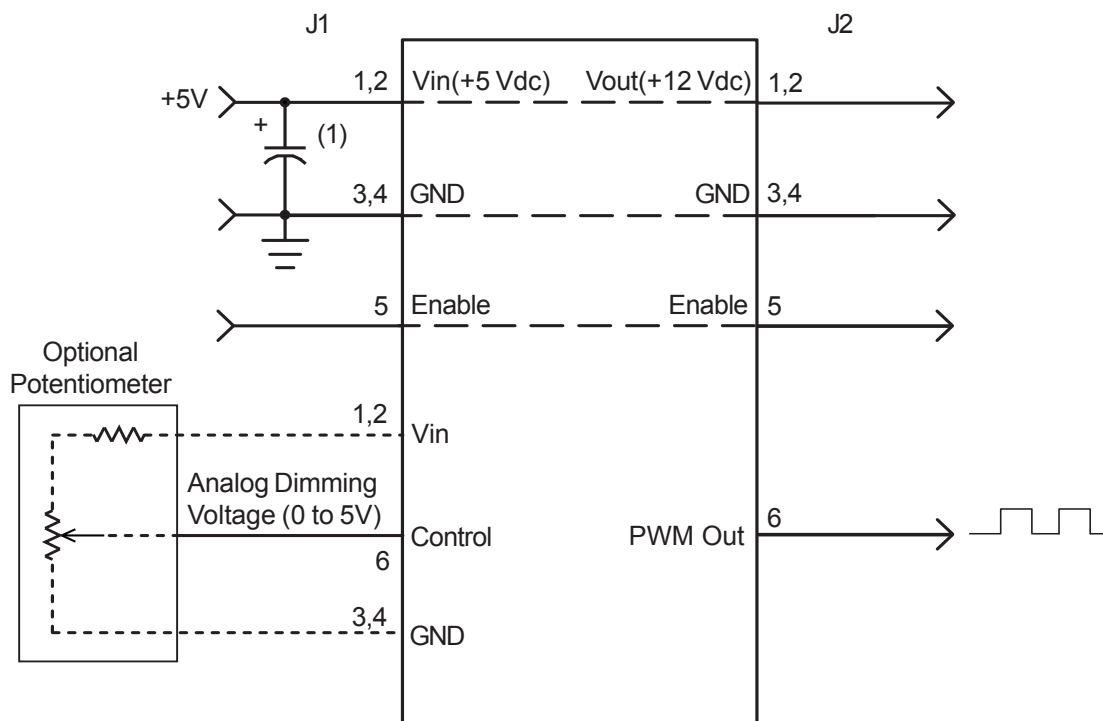 J1
J2
+5V
1,2
Vin(+5 Vdc)
Vout(+12 Vdc)
1,2
+
(1)
3,4
GND
GND
3,4
5
Enable
Enable
5
Optional
Potentiometer
1,2
Vin
Analog Dimming
Voltage (0 to 5V)
Control
6
PWM Out
6
3,4
GND